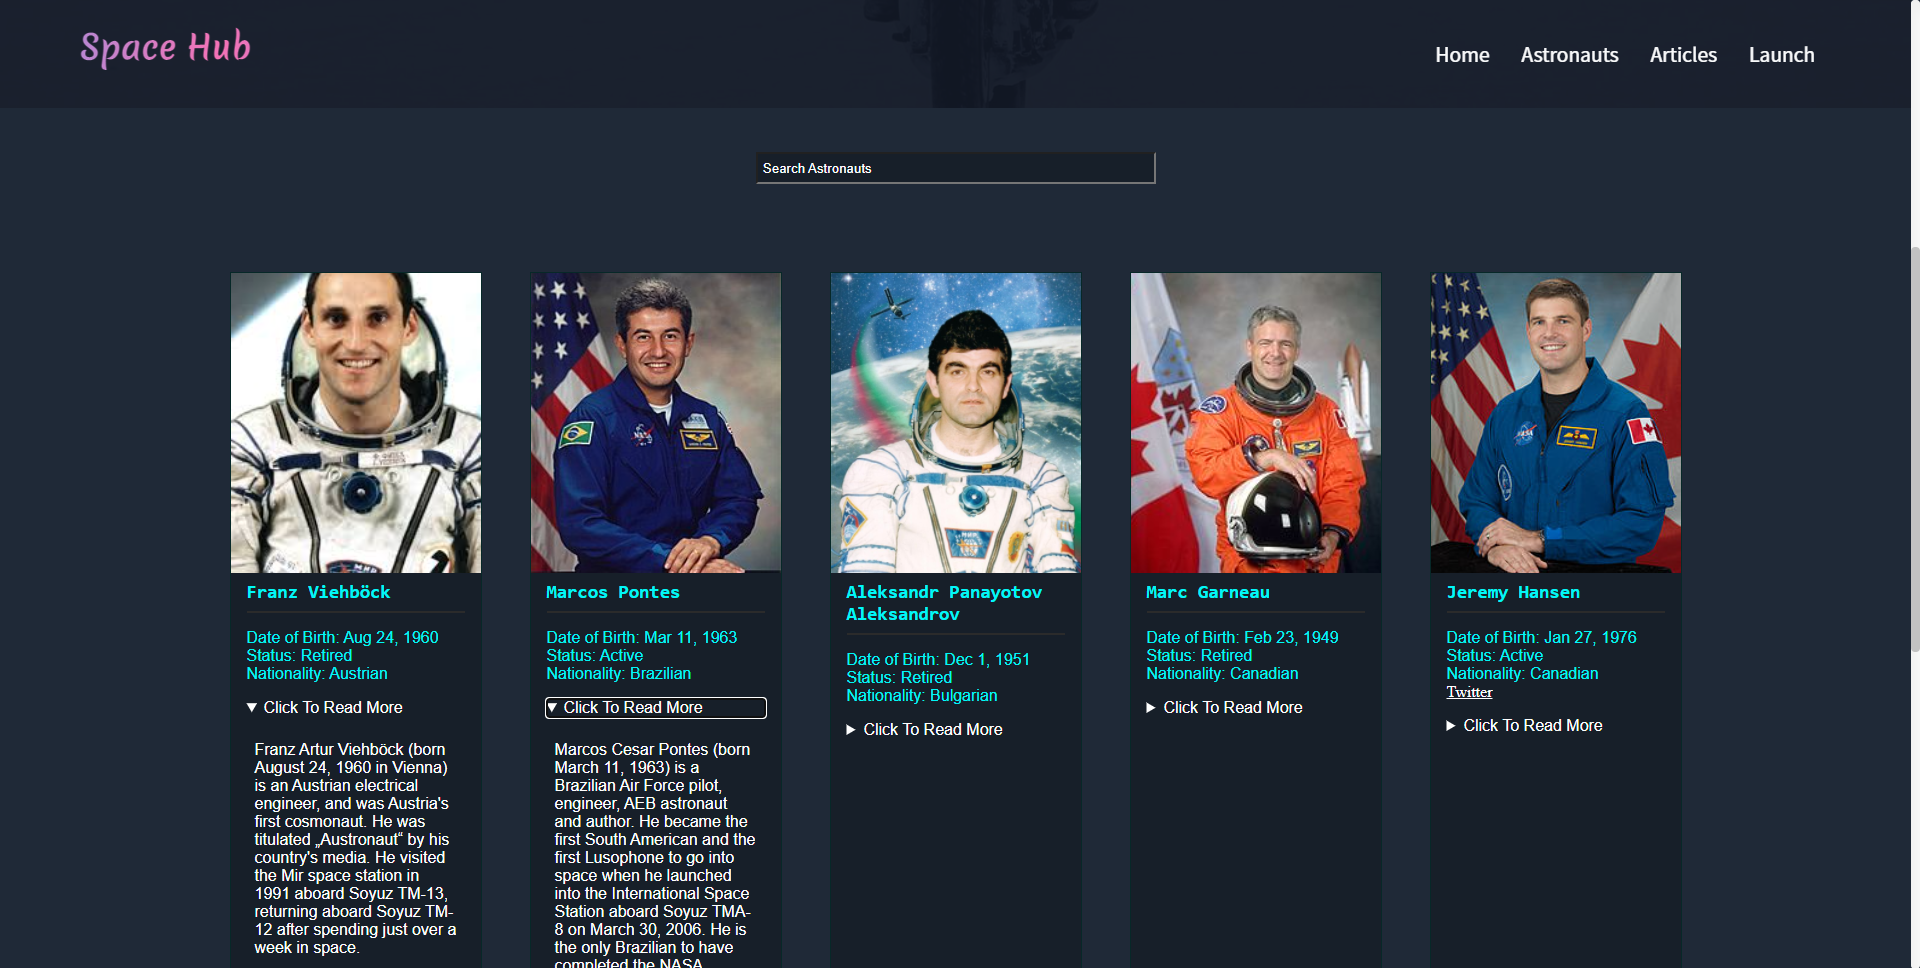 Space Hub
Home
Astronauts
Articles
Launch
Search Astronauts
Franz Viehböck
Date of Birth: Aug 24, 1960
Status: Retired
Nationality: Austrian
▼ Click To Read More
Franz Artur Viehböck (born
August 24, 1960 in Vienna)
is an Austrian electrical
engineer, and was Austria's
first cosmonaut. He was
titulated „Austronaut“ by his
country's media. He visited
the Mir space station in
1991 aboard Soyuz TM-13,
returning aboard Soyuz TM-
12 after spending just over a
week in space.
Marcos Pontes
Date of Birth: Mar 11, 1963
Status: Active
Nationality: Brazilian
▼ Click To Read More
Marcos Cesar Pontes (born
March 11, 1963) is a
Brazilian Air Force pilot,
engineer, AEB astronaut
and author. He became the
first South American and the
first Lusophone to go into
space when he launched
into the International Space
Station aboard Soyuz TMA-
8 on March 30, 2006. He is
the only Brazilian to have
completed the NASA
Aleksandr Panayotov
Aleksandrov
Date of Birth: Dec 1, 1951
Status: Retired
Nationality: Bulgarian
▶ Click To Read More
Marc Garneau
Date of Birth: Feb 23, 1949
Status: Retired
Nationality: Canadian
▶ Click To Read More
NASA
Jeremy Hansen
Date of Birth: Jan 27, 1976
Status: Active
Nationality: Canadian
Twitter
▶ Click To Read More